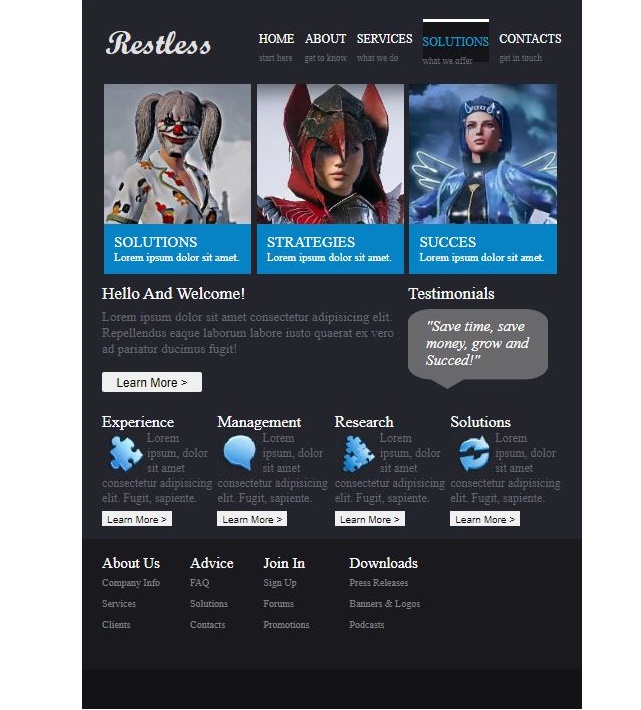 Restless
HOME ABOUT SERVICES SOLUTIONS CONTACTS
start here get to know what we do what we offer get in touch
SOLUTIONS
Lorem ipsum dolor sit amet.
STRATEGIES
Lorem ipsum dolor sit amet.
SUCCES
Lorem ipsum dolor sit amet.
Hello And Welcome!
Lorem ipsum dolor sit amet consectetur adipisicing elit.
Repellendus eaque laborum labore iusto quaerat ex vero
ad pariatur ducimus fugit!
Learn More >
Testimonials
"Save time, save
money, grow and
Succed!"
Experience
Lorem
ipsum, dolor
sit amet
consectetur adipisicing
elit. Fugit, sapiente.
Learn More >
Management
Lorem
ipsum, dolor
sit amet
consectetur adipisicing
elit. Fugit, sapiente.
Learn More >
Research
Lorem
ipsum, dolor
sit amet
consectetur adipisicing
elit. Fugit, sapiente.
Learn More >
Solutions
Lorem
ipsum, dolor
sit amet
consectetur adipisicing
elit. Fugit, sapiente.
Learn More >
About Us
Company Info
Services
Clients
Advice
FAQ
Solutions
Contacts
Join In
Sign Up
Forums
Promotions
Downloads
Press Releases
Banners & Logos
Podcasts